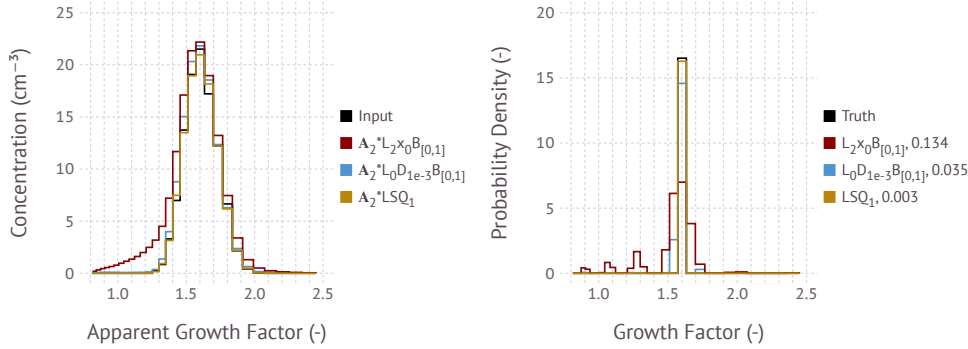 25
20
15
10
5
0
Concentration (cm⁻³)
1.0
1.5
2.0
2.5
Apparent Growth Factor (-)
Input
A₂*L₂x₀B[0,1]
A₂*L₀D1e-3B[0,1]
A₂*LSQ₁
20
15
10
5
0
Probability Density (-)
1.0
1.5
2.0
2.5
Growth Factor (-)
Truth
L₂x₀B[0,1], 0.134
L₀D1e-3B[0,1], 0.035
LSQ₁, 0.003